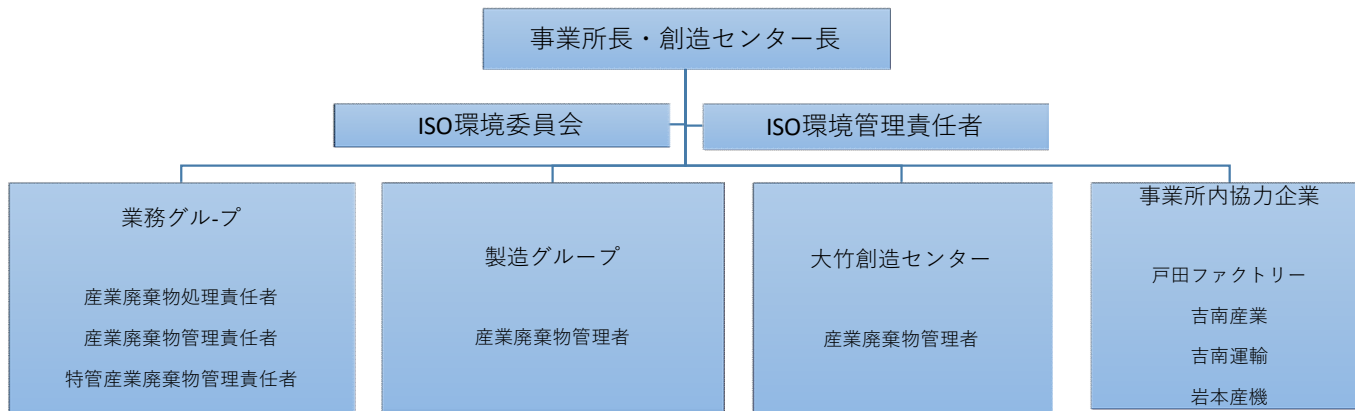 事業所長・創造センター長
ISO環境委員会
ISO環境管理責任者
業務グル-プ
産業廃棄物処理責任者
産業廃棄物管理責任者
特管産業廃棄物管理責任者
製造グループ
産業廃棄物管理者
大竹創造センター
産業廃棄物管理者
事業所内協力企業
戸田ファクトリー
吉南産業
吉南運輸
岩本産機